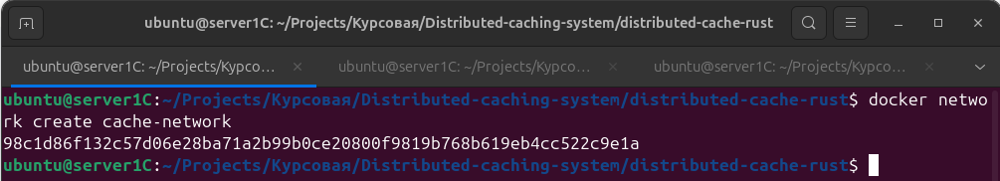 ubuntu@server1C: ~/Projects/Курсовая/Distributed-caching-system/distributed-cache-rust
ubuntu@server1C: ~/Projects/Курсо… ubuntu@server1C: ~/Projects/Курсо… ubuntu@server1C: ~/Projects/Курсо…
ubuntu@server1C:~/Projects/Курсовая/Distributed-caching-system/distributed-cache-rust$ docker netwo
rk create cache-network
98c1d86f132c57d06e28ba71a2b99b0ce20800f9819b768b619eb4cc522c9e1a
ubuntu@server1C:~/Projects/Курсовая/Distributed-caching-system/distributed-cache-rust$